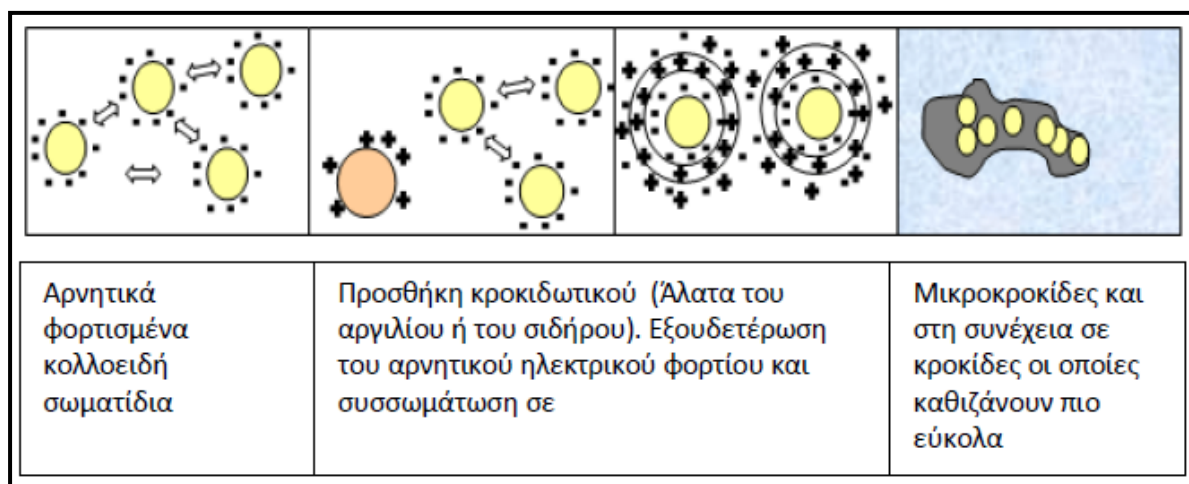 Αρνητικά
φορτισμένα
κολλοειδή
σωματίδια
Προσθήκη κροκιδωτικού (Άλατα του
αργιλίου ή του σιδήρου). Εξουδετέρωση
του αρνητικού ηλεκτρικού φορτίου και
συσσωμάτωση σε
Μικροκροκίδες και
στη συνέχεια σε
κροκίδες οι οποίες
καθιζάνουν πιο
εύκολα